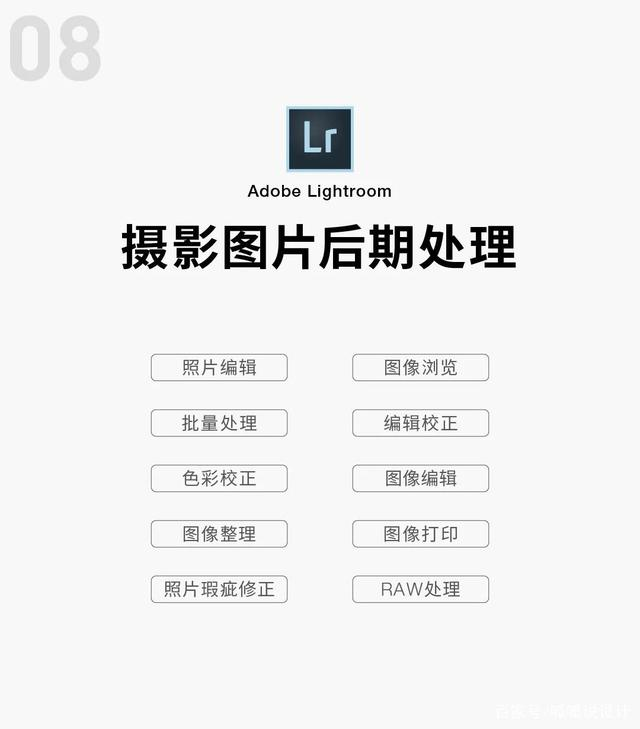 08
Lr
Adobe Lightroom
摄影图片后期处理
照片编辑
图像浏览
批量处理
编辑校正
色彩校正
图像编辑
图像整理
图像打印
照片瑕疵修正
RAW处理
百家号/呱呱说设计